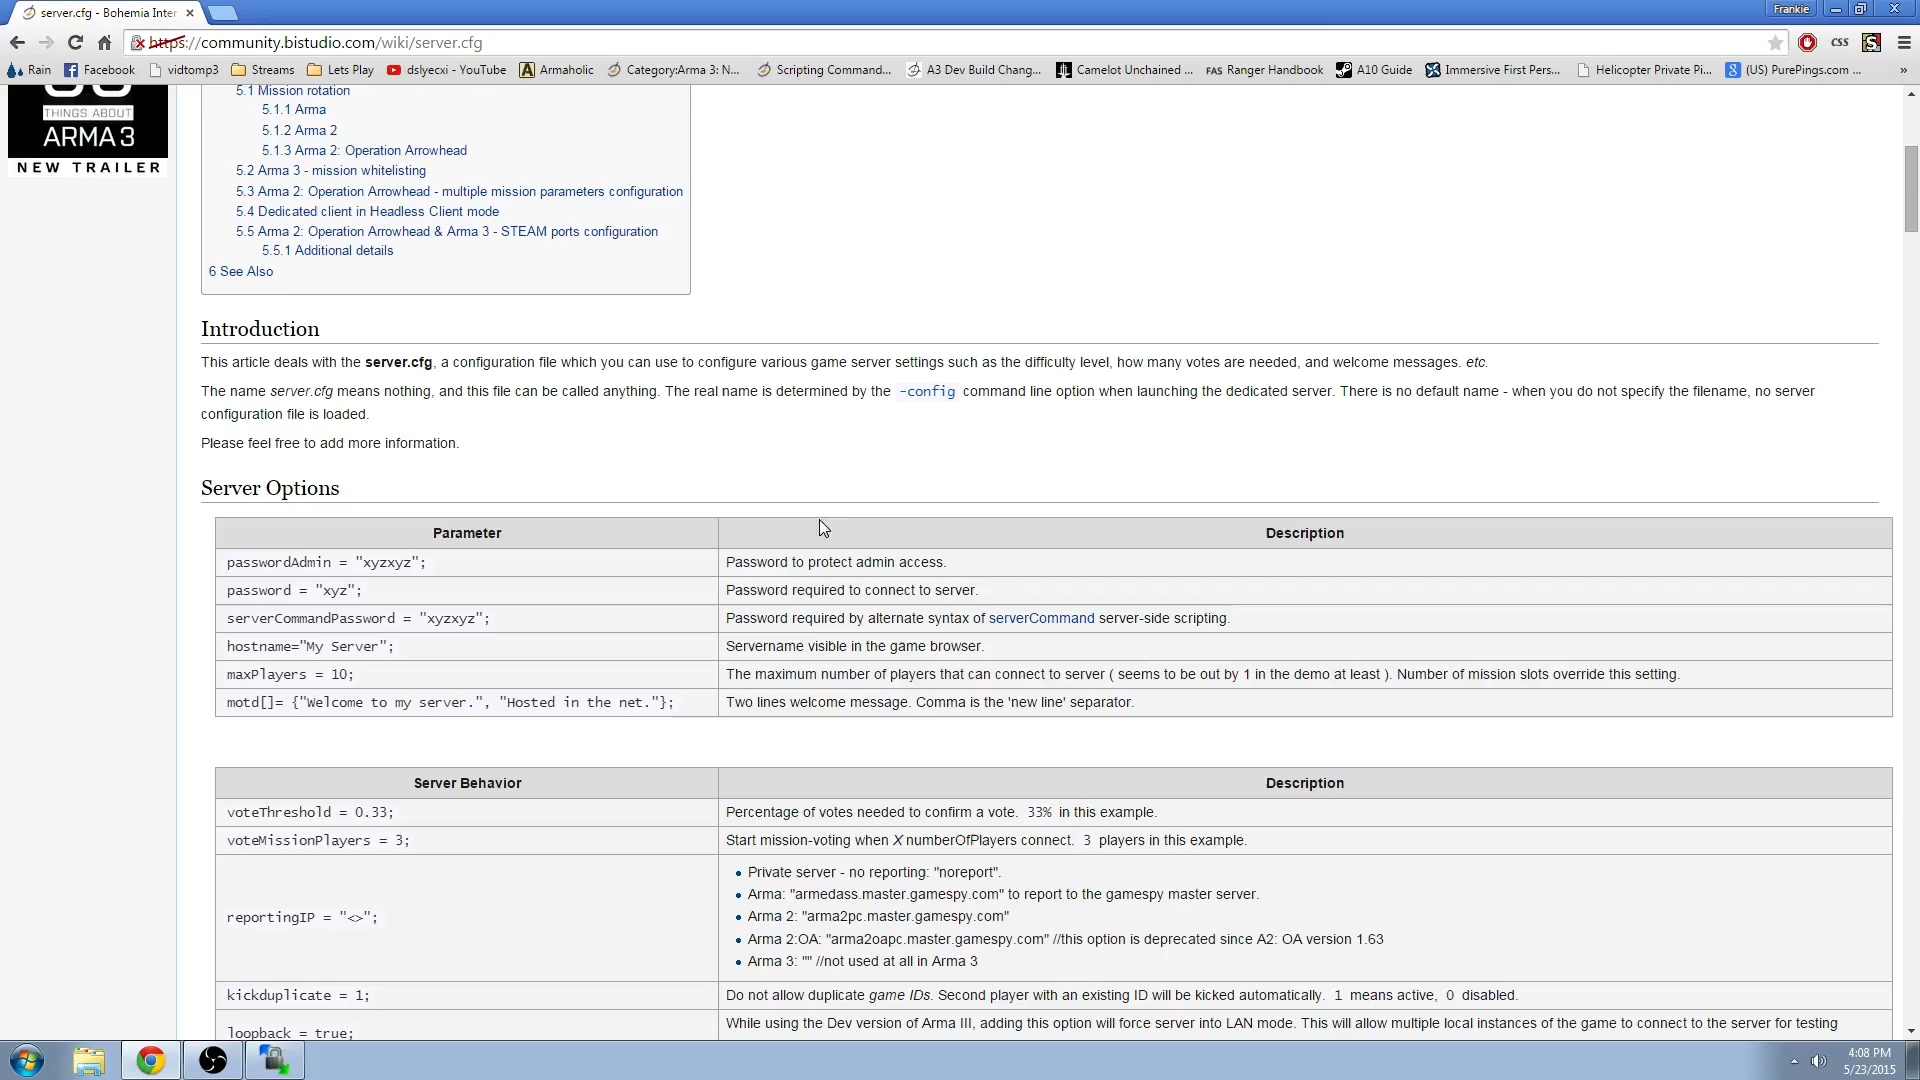 server.cfg - Bohemia Inter
Frankie
https://community.bistudio.com/wiki/server.cfg
CSS
Rain
Facebook
vidtomp3
Streams
Lets Play
dslyecxi - YouTube
Armaholic
Category:Arma 3: N...
Scripting Command...
A3 Dev Build Chang...
Camelot Unchained ...
FAS Ranger Handbook
A10 Guide
Immersive First Pers...
Helicopter Private Pi...
(US) PurePings.com ...
»
THINGS ABOUT
ARMA 3
NEW TRAILER
5.1 Mission rotation
5.1.1 Arma
5.1.2 Arma 2
5.1.3 Arma 2: Operation Arrowhead
5.2 Arma 3 - mission whitelisting
5.3 Arma 2: Operation Arrowhead - multiple mission parameters configuration
5.4 Dedicated client in Headless Client mode
5.5 Arma 2: Operation Arrowhead & Arma 3 - STEAM ports configuration
5.5.1 Additional details
6 See Also
Introduction
This article deals with the server.cfg, a configuration file which you can use to configure various game server settings such as the difficulty level, how many votes are needed, and welcome messages. etc.
The name server.cfg means nothing, and this file can be called anything. The real name is determined by the -config command line option when launching the dedicated server. There is no default name - when you do not specify the filename, no server
configuration file is loaded.
Please feel free to add more information.
Server Options
Parameter Description
passwordAdmin = "xyzxyz"; Password to protect admin access.
password = "xyz"; Password required to connect to server.
serverCommandPassword = "xyzxyz"; Password required by alternate syntax of serverCommand server-side scripting.
hostname="My Server"; Servername visible in the game browser.
maxPlayers = 10; The maximum number of players that can connect to server ( seems to be out by 1 in the demo at least ). Number of mission slots override this setting.
motd[]= {"Welcome to my server.", "Hosted in the net."}; Two lines welcome message. Comma is the 'new line' separator.
Server Behavior Description
voteThreshold = 0.33; Percentage of votes needed to confirm a vote. 33% in this example.
voteMissionPlayers = 3; Start mission-voting when X numberOfPlayers connect. 3 players in this example.
reportingIP = "<>";
Private server - no reporting: "noreport".
Arma: "armedass.master.gamespy.com" to report to the gamespy master server.
Arma 2: "arma2pc.master.gamespy.com"
Arma 2:OA: "arma2oapc.master.gamespy.com" //this option is deprecated since A2: OA version 1.63
Arma 3: "" //not used at all in Arma 3
kickduplicate = 1; Do not allow duplicate game IDs. Second player with an existing ID will be kicked automatically. 1 means active, 0 disabled.
loopback = true; While using the Dev version of Arma III, adding this option will force server into LAN mode. This will allow multiple local instances of the game to connect to the server for testing
4:08 PM
5/23/2015